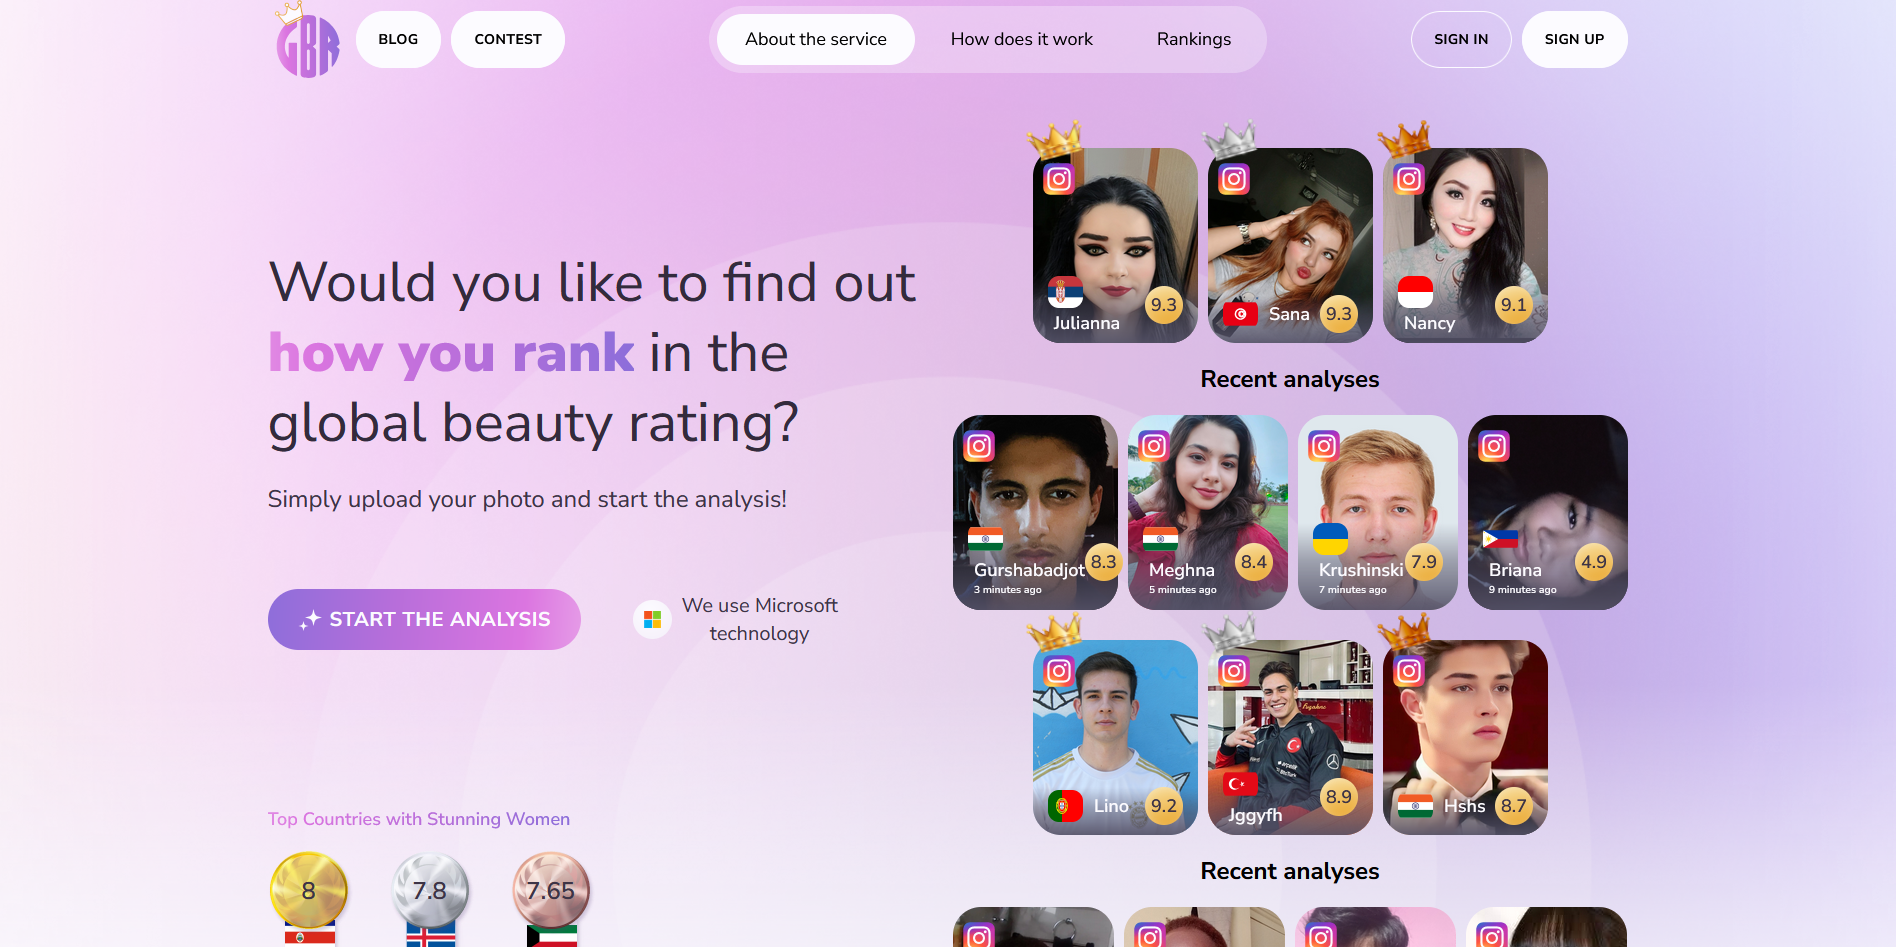 GBR
BLOG
CONTEST
About the service
How does it work
Rankings
SIGN IN
SIGN UP
Would you like to find out
how you rank in the
global beauty rating?
Simply upload your photo and start the analysis!
START THE ANALYSIS
We use Microsoft
technology
Top Countries with Stunning Women
8
7.8
7.65
Julianna
9.3
Sana
9.3
Nancy
9.1
Recent analyses
Gurshabadjot
8.3
3 minutes ago
Meghna
8.4
5 minutes ago
Krushinski
7.9
7 minutes ago
Briana
4.9
9 minutes ago
Lino
9.2
Jggyfh
8.9
Hshs
8.7
Recent analyses